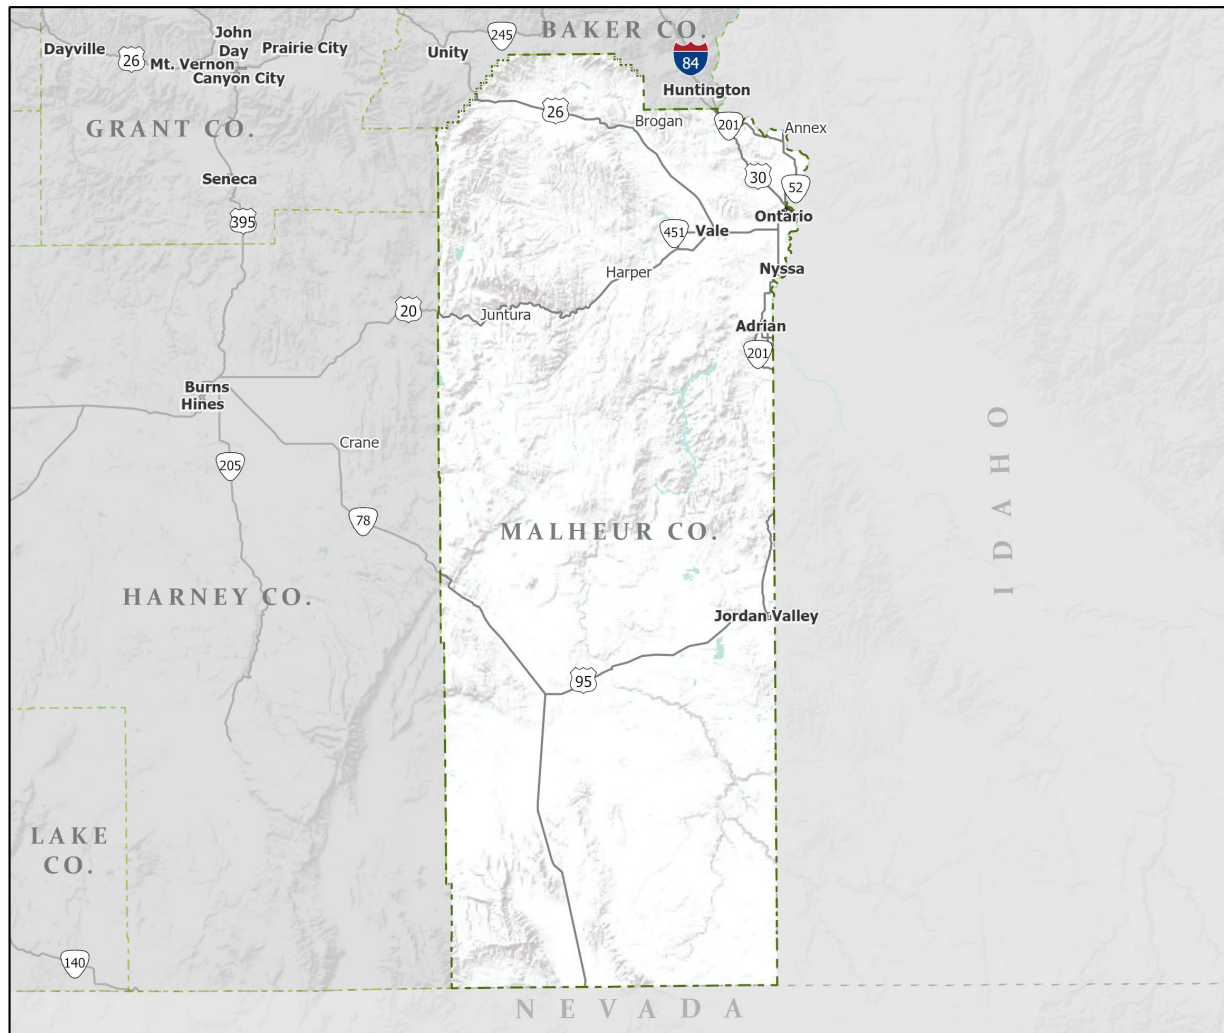 BAKER CO.
John
Day
Dayville
26
Mt. Vernon
Prairie City
Canyon City
Unity
245
84
Huntington
GRANT CO.
26
Brogan
201
Annex
Seneca
30
52
395
Ontario
451
Vale
Harper
Nyssa
20
Juntura
Adrian
201
Burns
Hines
Crane
205
78
IDAHO
MALHEUR CO.
HARNEY CO.
Jordan Valley
95
LAKE
CO.
140
NEVADA